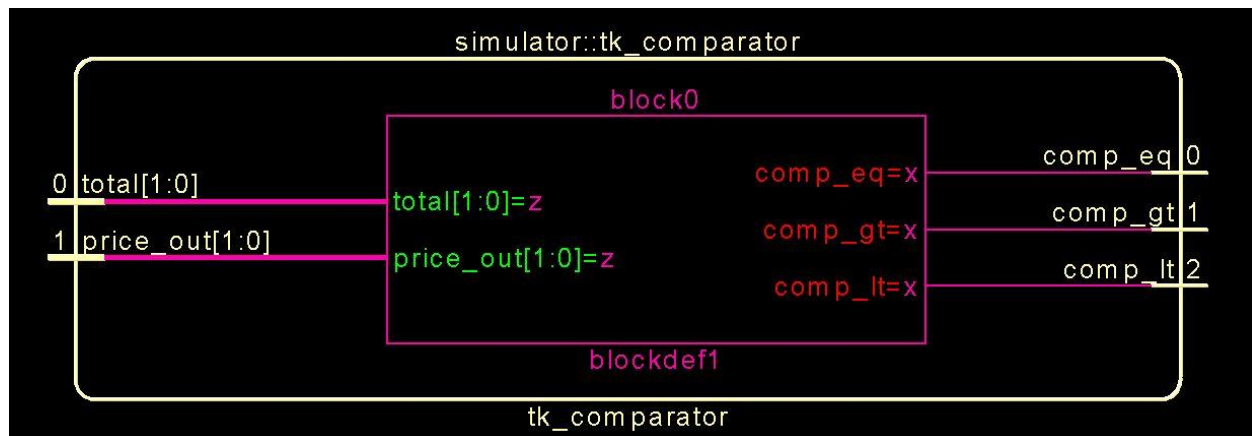 simulator::tk_comparator
block0
0 total[1:0]
total[1:0]=z
1 price_out[1:0]
price_out[1:0]=z
comp_eq=x
comp_gt=x
comp_lt=x
comp_eq 0
comp_gt 1
comp_lt 2
blockdef1
tk_comparator